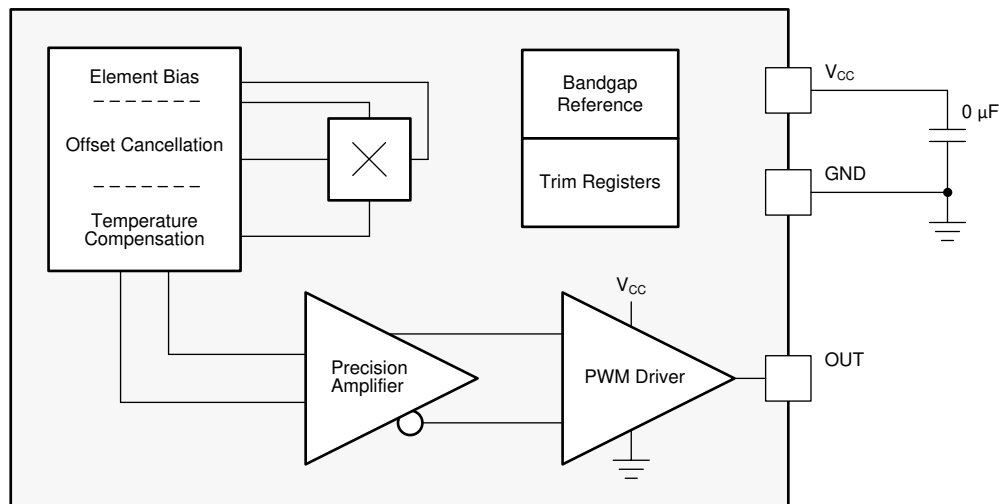 Element Bias
Offset Cancellation
Temperature
Compensation
Bandgap
Reference
Trim Registers
VCC
0 µF
GND
Precision
Amplifier
VCC
PWM Driver
OUT